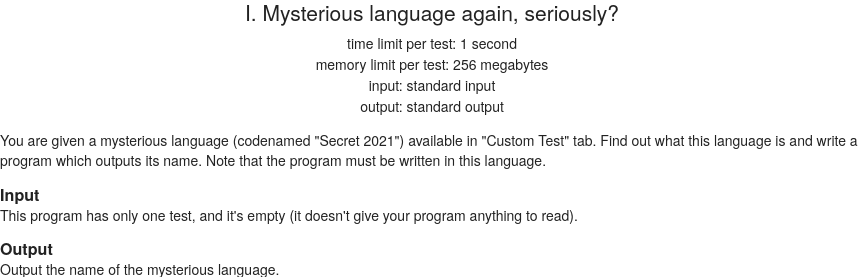 I. Mysterious language again, seriously?
time limit per test: 1 second
memory limit per test: 256 megabytes
input: standard input
output: standard output
You are given a mysterious language (codenamed "Secret 2021") available in "Custom Test" tab. Find out what this language is and write a
program which outputs its name. Note that the program must be written in this language.
Input
This program has only one test, and it's empty (it doesn't give your program anything to read).
Output
Output the name of the mysterious language.